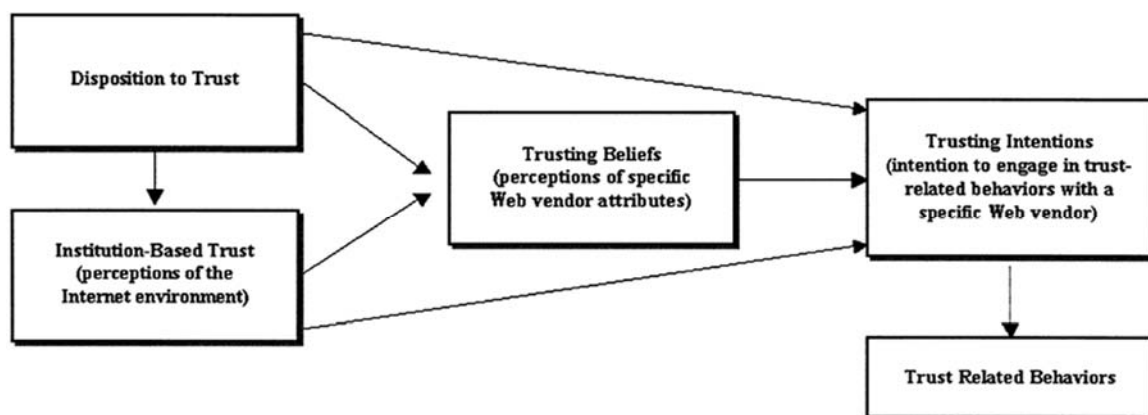 Disposition to Trust
Institution-Based Trust
(perceptions of the
Internet environment)
Trusting Beliefs
(perceptions of specific
Web vendor attributes)
Trusting Intentions
(intention to engage in trust-
related behaviors with a
specific Web vendor)
Trust Related Behaviors